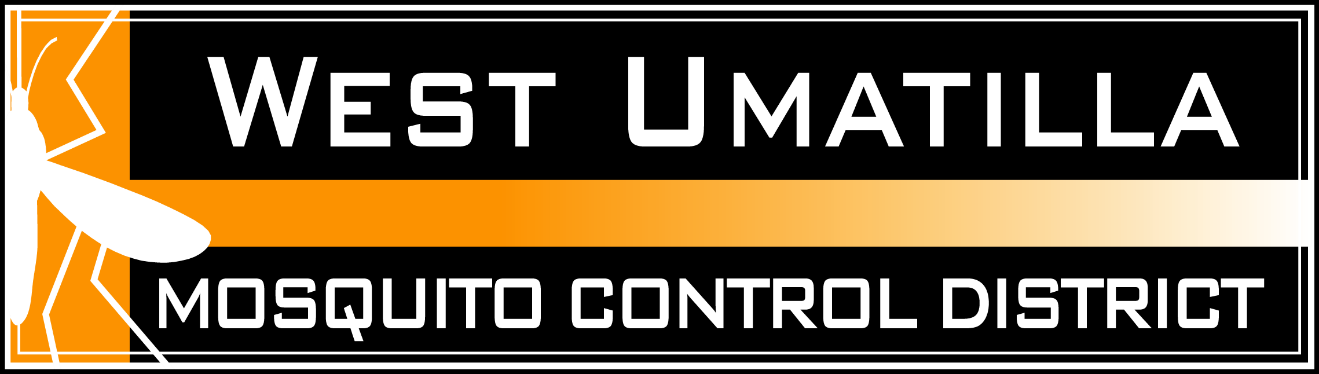 WEST UMATILLA
MOSQUITO CONTROL DISTRICT